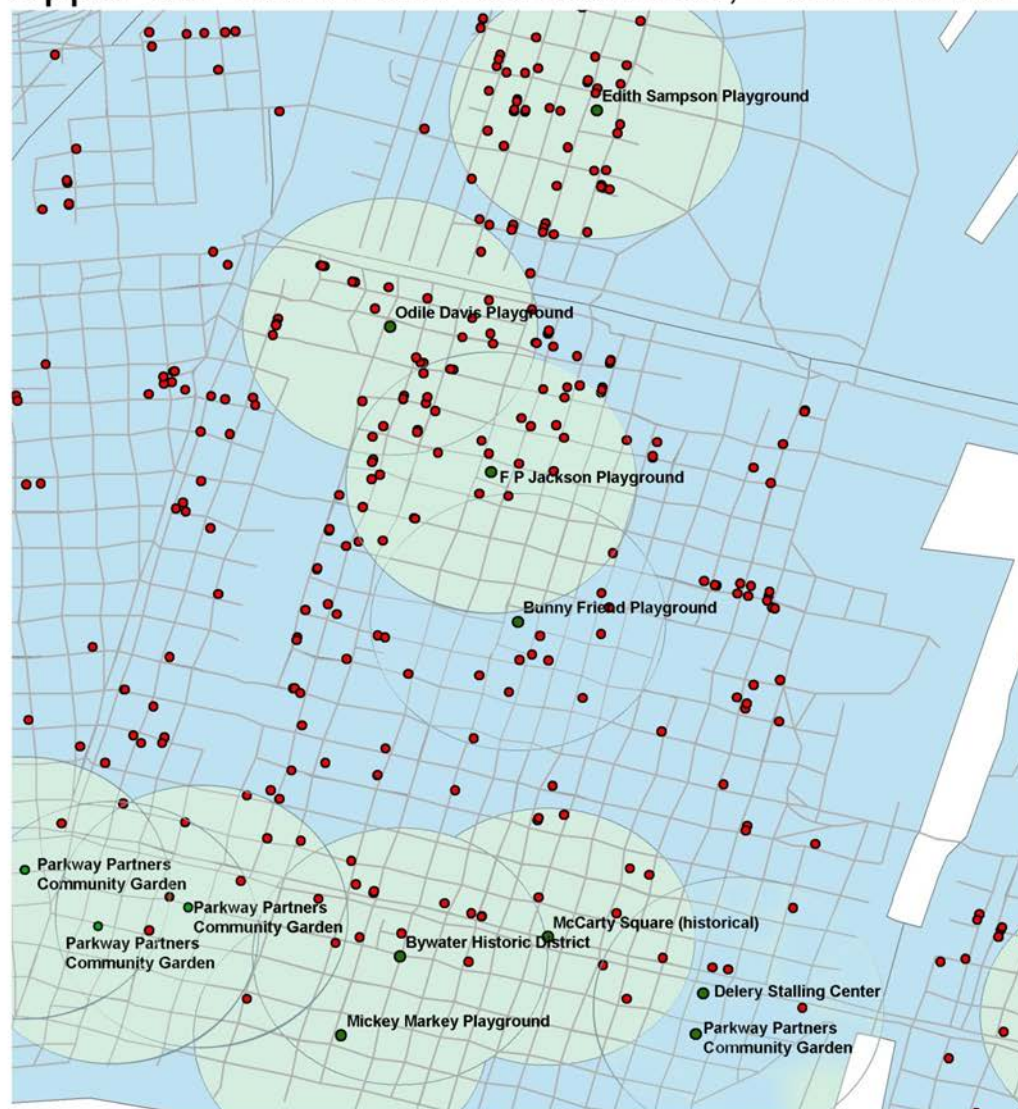 Edith Sampson Playground
Odile Davis Playground
F P Jackson Playground
Bunny Friend Playground
Parkway Partners
Community Garden
Parkway Partners
Community Garden
Parkway Partners
Community Garden
McCarty Square (historical)
Bywater Historic District
Delery Stalling Center
Mickey Markey Playground
Parkway Partners
Community Garden